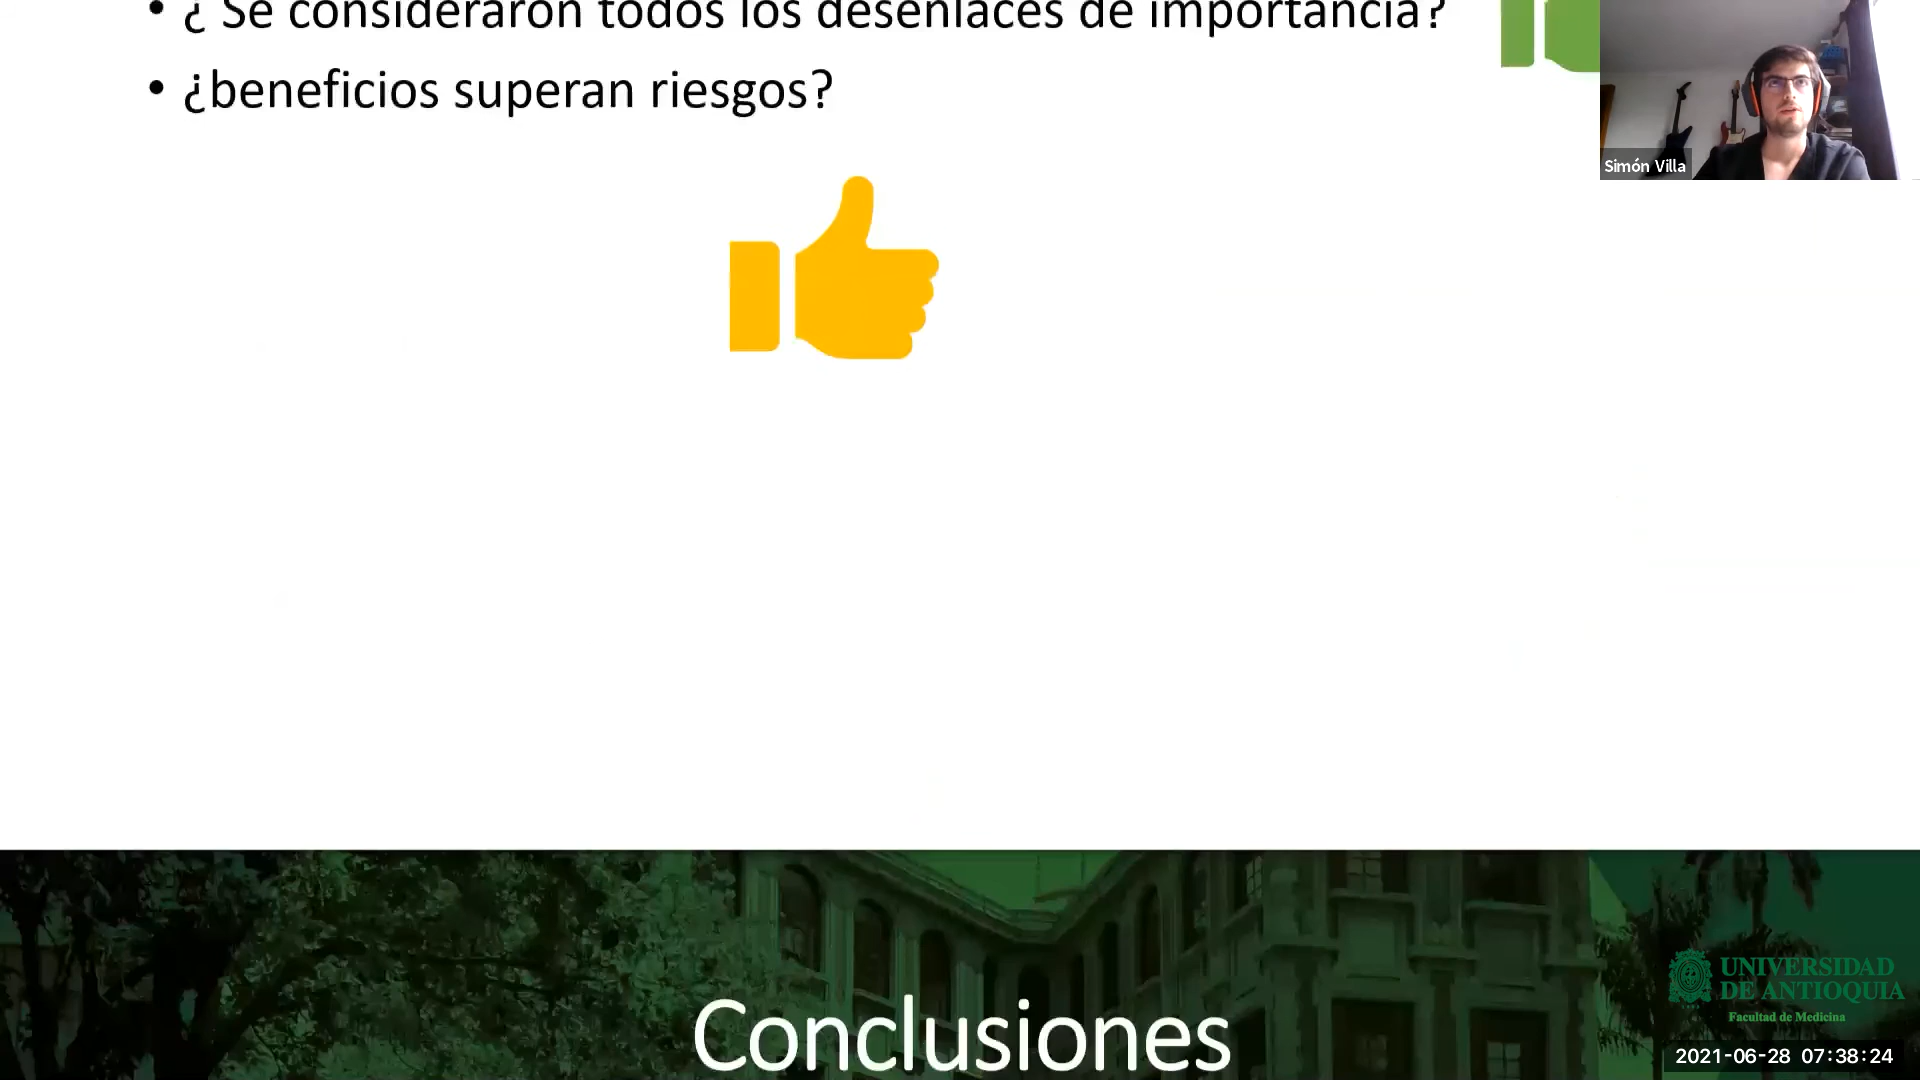 • ¿ Se consideraron todos los desenlaces de importancia?
• ¿beneficios superan riesgos?
Simón Villa
UNIVERSIDAD
DE ANTIOQUIA
Facultad de Medicina
Conclusiones
2021-06-28 07:38:24